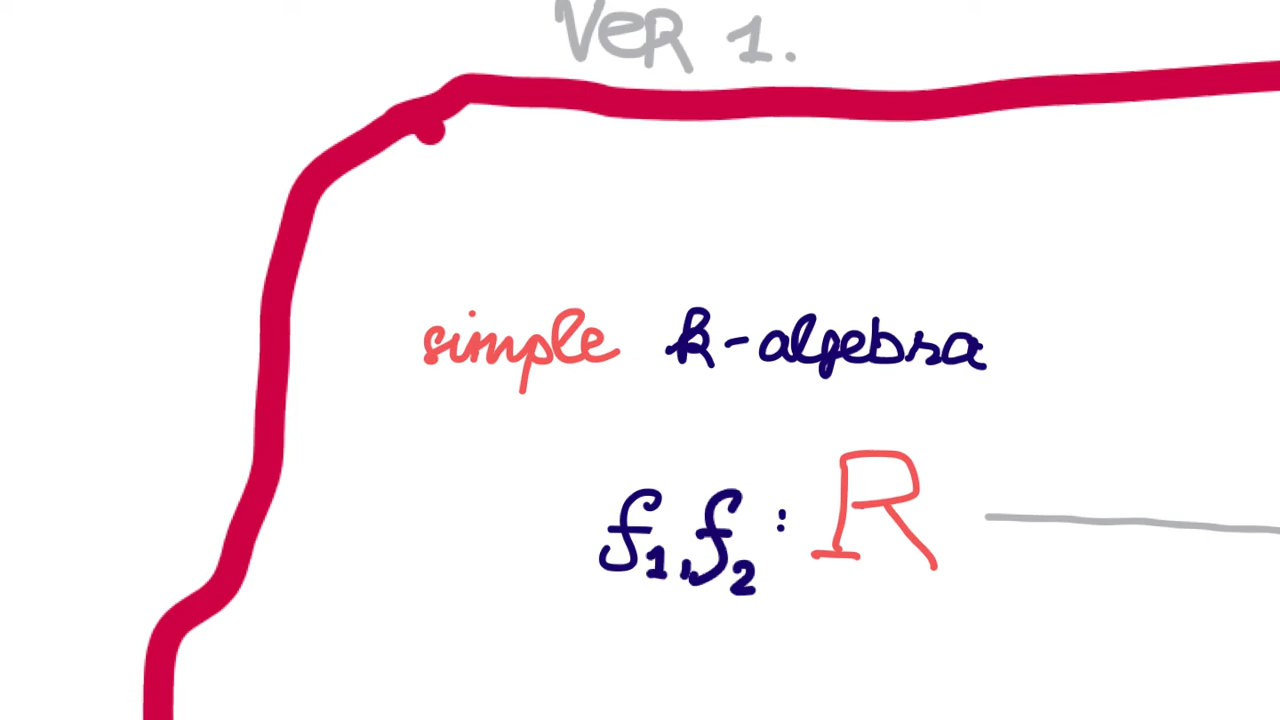 Ver 1.
simple k-algebra
f₁,f₂ : R